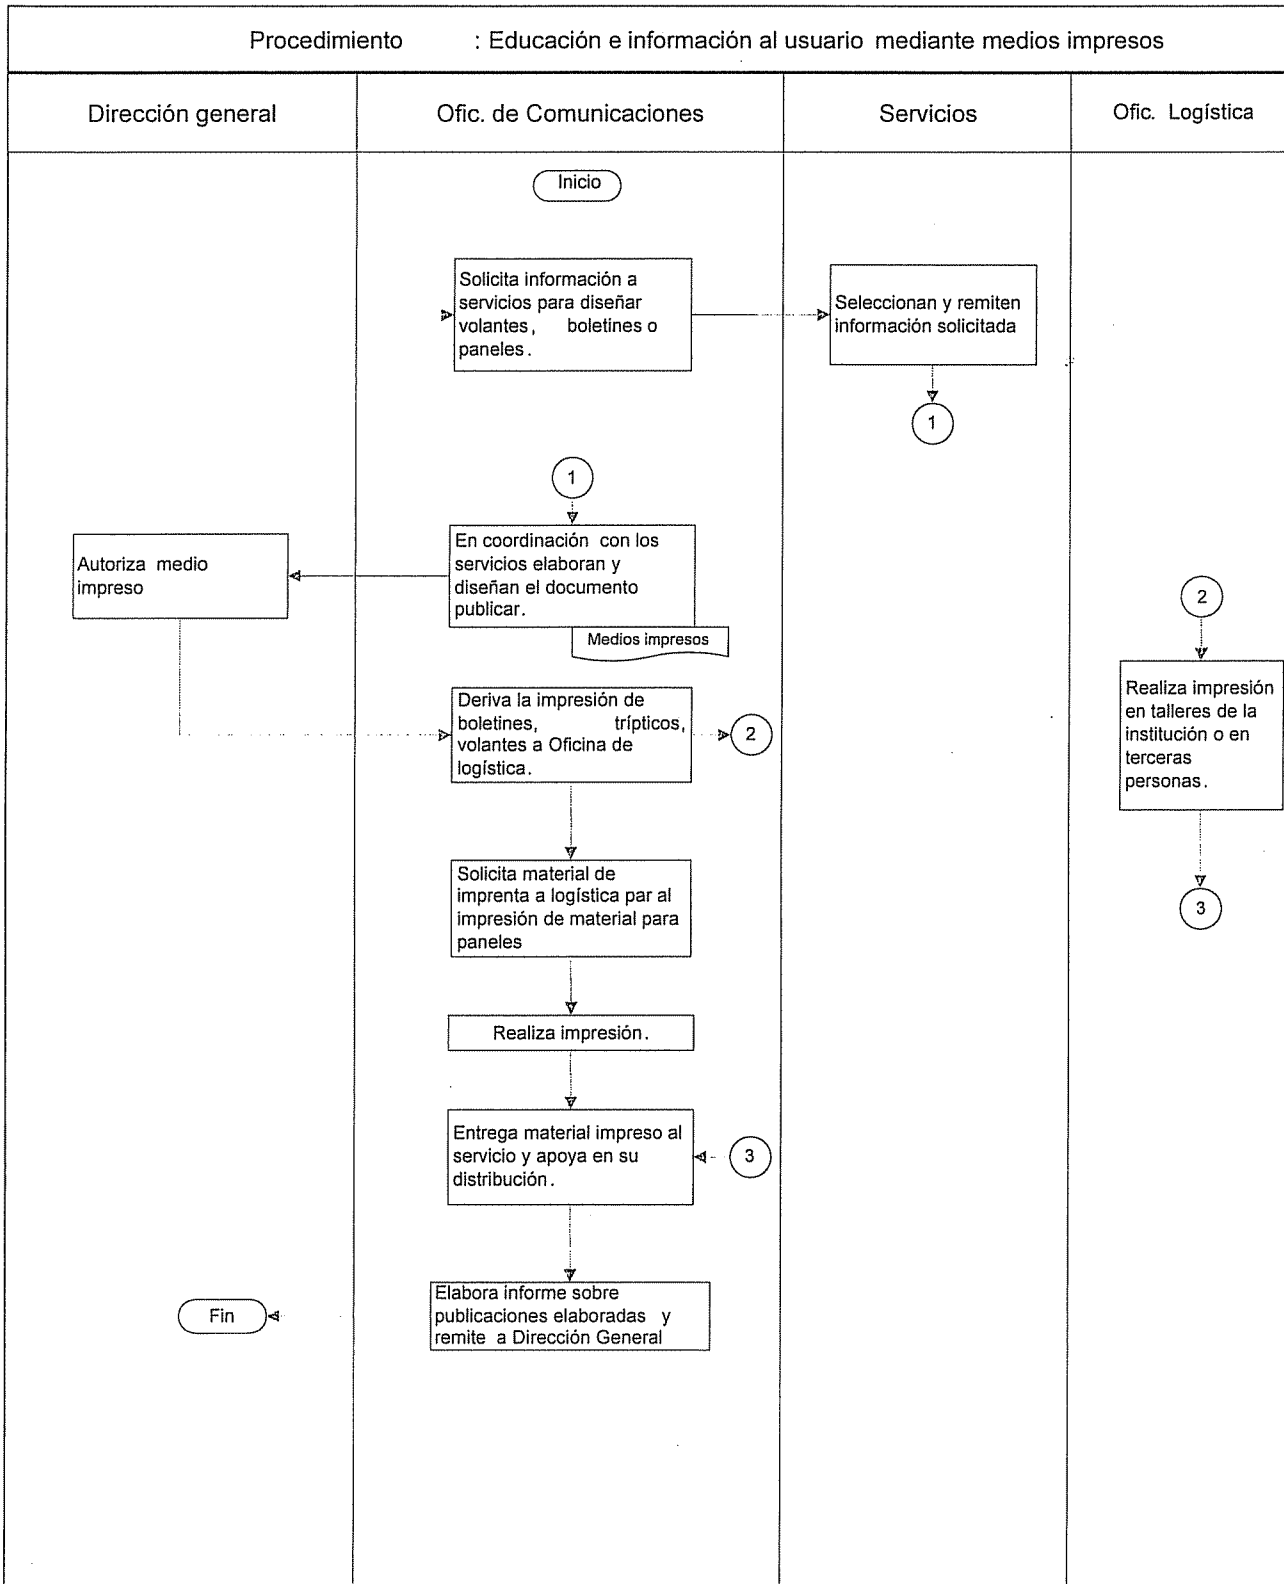 Procedimiento : Educación e información al usuario mediante medios impresos
Dirección general
Ofic. de Comunicaciones
Servicios
Ofic. Logística
Inicio
Solicita información a
servicios para diseñar
volantes, boletines o
paneles.
Seleccionan y remiten
información solicitada
1
1
En coordinación con los
servicios elaboran y
diseñan el documento
publicar.
Medios impresos
Autoriza medio
impreso
Deriva la impresión de
boletines, trípticos,
volantes a Oficina de
logística.
2
2
Realiza impresión
en talleres de la
institución o en
terceras
personas.
3
Solicita material de
imprenta a logística par al
impresión de material para
paneles
Realiza impresión.
Entrega material impreso al
servicio y apoya en su
distribución.
3
Elabora informe sobre
publicaciones elaboradas y
remite a Dirección General
Fin